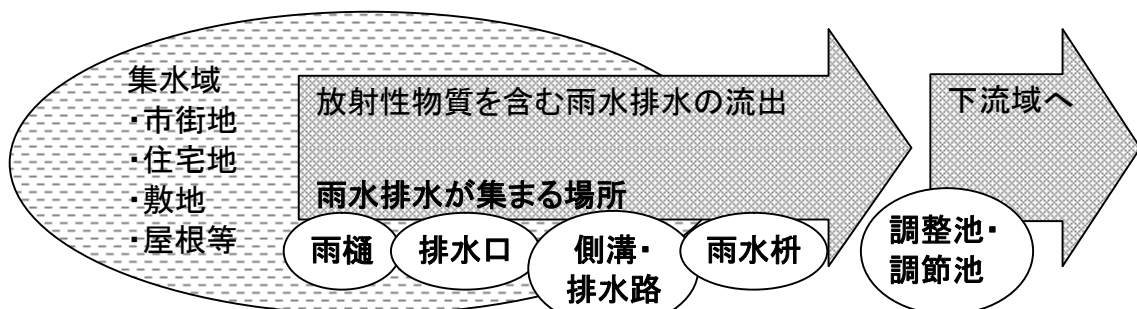 集水域
・市街地
・住宅地
・敷地
・屋根等
放射性物質を含む雨水排水の流出
雨水排水が集まる場所
雨樋
排水口
側溝・
排水路
雨水枡
下流域へ
調整池・
調節池